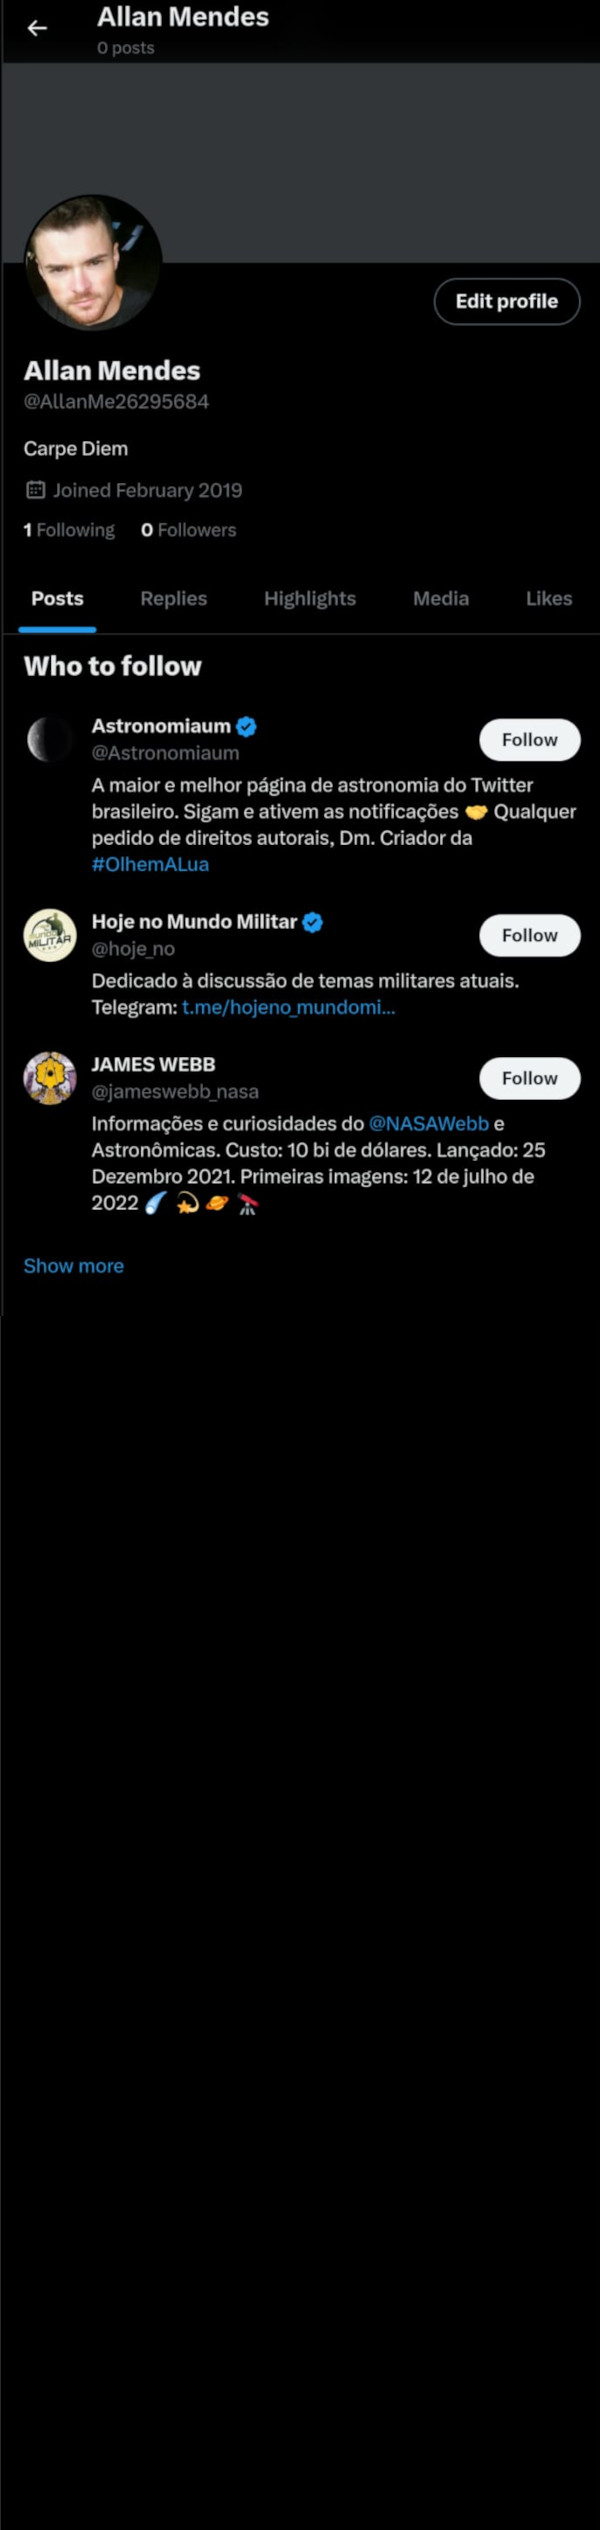 Allan Mendes
0 posts
Edit profile
Allan Mendes
@AllanMe26295684
Carpe Diem
Joined February 2019
1 Following 0 Followers
Posts Replies Highlights Media Likes
Who to follow
Astronomiaum
@Astronomiaum
Follow
A maior e melhor página de astronomia do Twitter
brasileiro. Sigam e ativem as notificações 🤝 Qualquer
pedido de direitos autorais, Dm. Criador da
#OlhemALua
MILITAR
Hoje no Mundo Militar
@hoje_no
Follow
Dedicado à discussão de temas militares atuais.
Telegram: t.me/hojeno_mundomi...
JAMES WEBB
@jameswebb_nasa
Follow
Informações e curiosidades do @NASAWebb e
Astronômicas. Custo: 10 bi de dólares. Lançado: 25
Dezembro 2021. Primeiras imagens: 12 de julho de
2022 ☄️ 💫 🪐 🔭
Show more